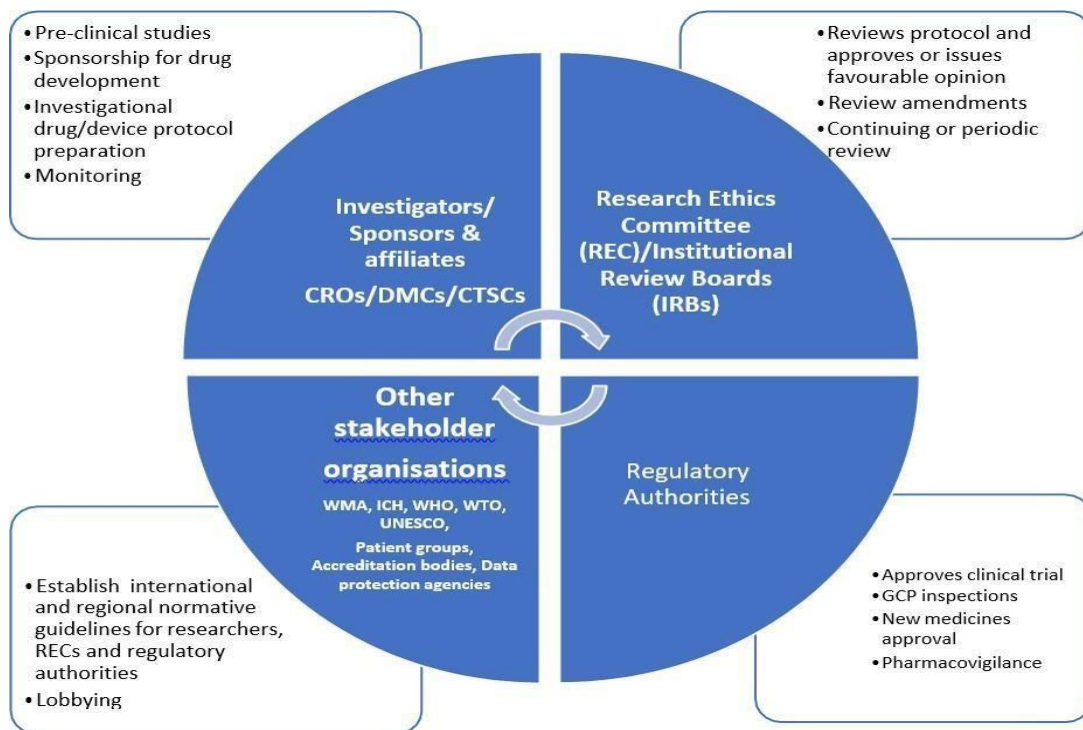 •Pre-clinical studies
•Sponsorship for drug
development
•Investigational
drug/device protocol
preparation
•Monitoring
•Reviews protocol and
approves or issues
favourable opinion
•Review amendments
•Continuing or periodic
review
Investigators/
Sponsors &
affiliates
CROs/DMCs/CTSCs
Research Ethics
Committee
(REC)/Institutional
Review Boards
(IRBs)
Other
stakeholder
organisations
WMA, ICH, WHO, WTO,
UNESCO,
Patient groups,
Accreditation bodies, Data
protection agencies
Regulatory
Authorities
•Establish international
and regional normative
guidelines for researchers,
RECs and regulatory
authorities
•Lobbying
•Approves clinical trial
•GCP inspections
•New medicines
approval
•Pharmacovigilance